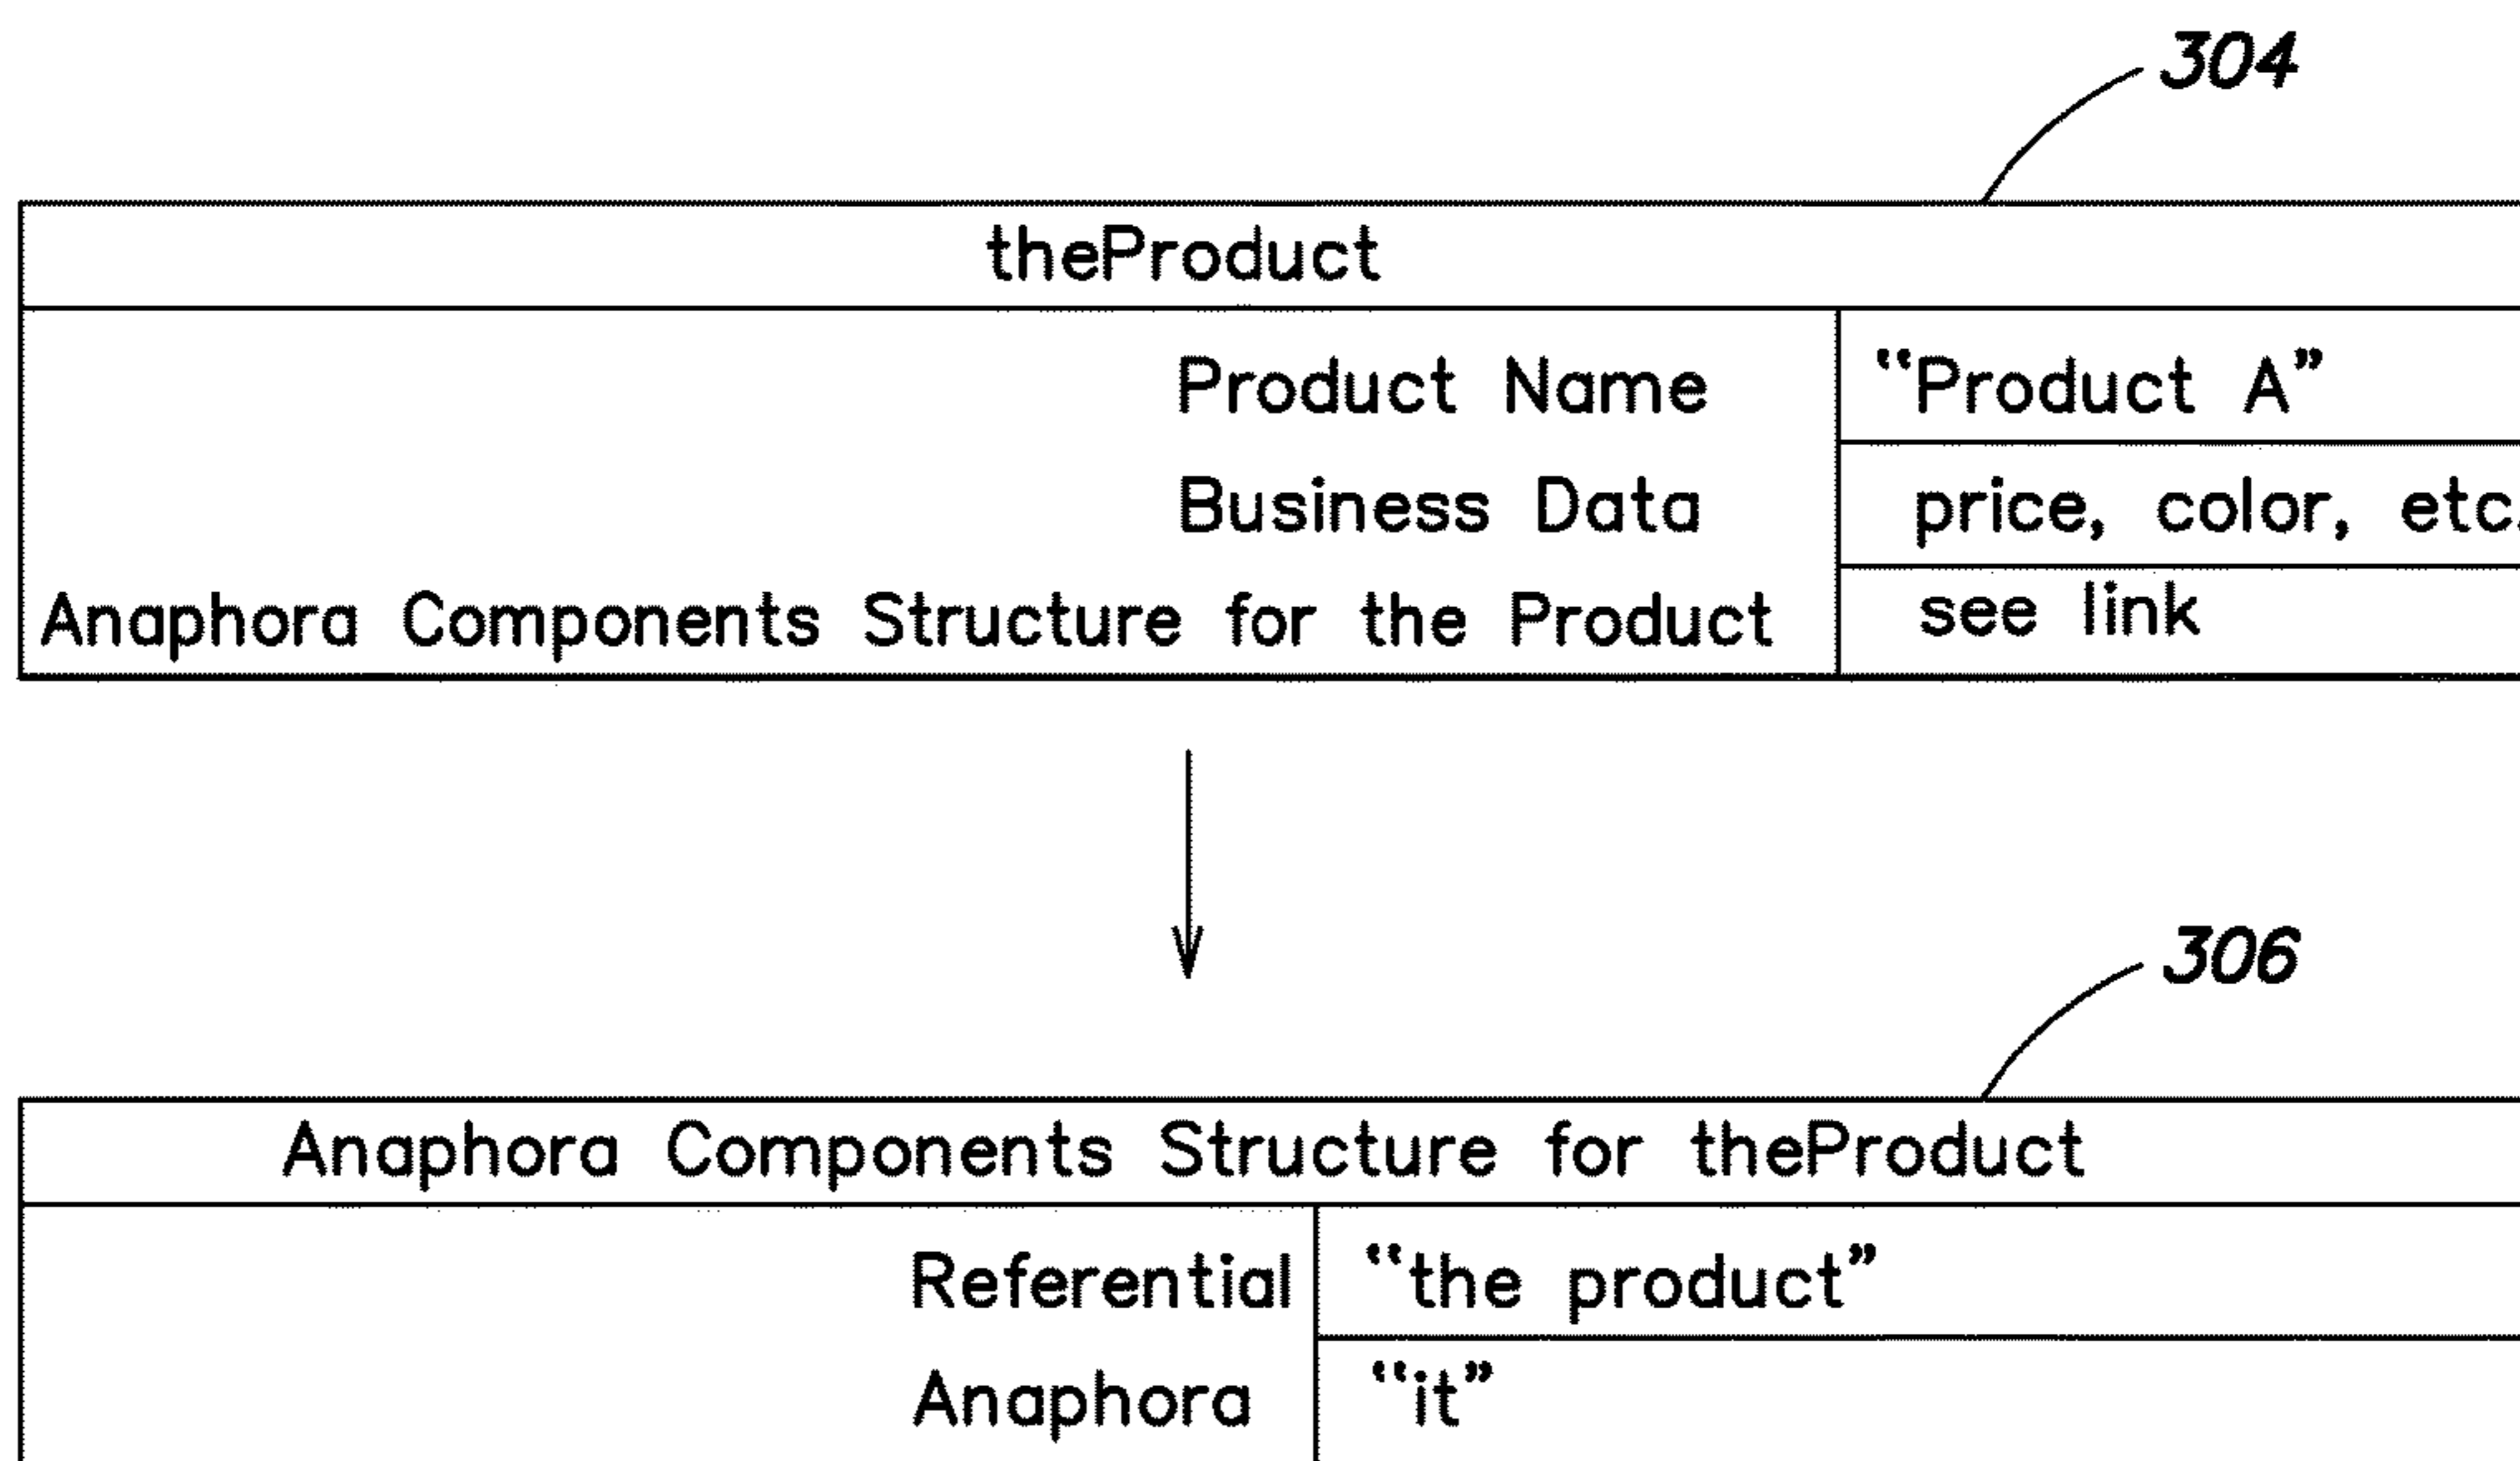 304
theProduct
Product Name “Product A”
Business Data price, color, etc.
Anaphora Components Structure for the Product see link
306
Anaphora Components Structure for theProduct
Referential “the product”
Anaphora “it”